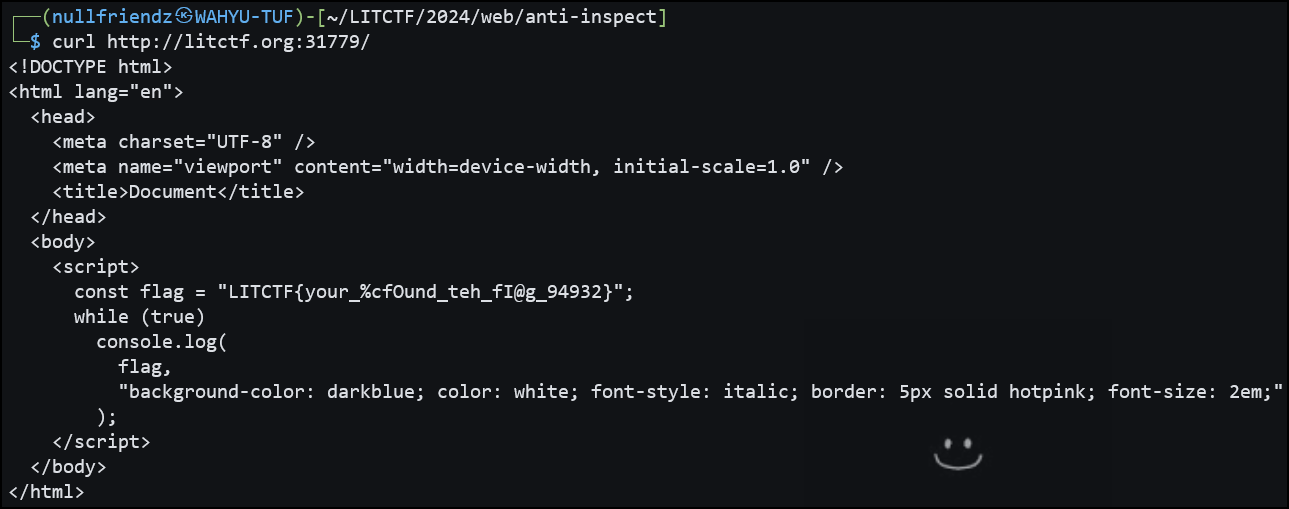 ┌──(nullfriendz㉿WAHYU-TUF)-[~/LITCTF/2024/web/anti-inspect]
└─$ curl http://litctf.org:31779/
<!DOCTYPE html>
<html lang="en">
  <head>
    <meta charset="UTF-8" />
    <meta name="viewport" content="width=device-width, initial-scale=1.0" />
    <title>Document</title>
  </head>
  <body>
    <script>
      const flag = "LITCTF{your_%cfOund_teh_fI@g_94932}";
      while (true)
        console.log(
          flag,
          "background-color: darkblue; color: white; font-style: italic; border: 5px solid hotpink; font-size: 2em;"
        );
    </script>
  </body>
</html>